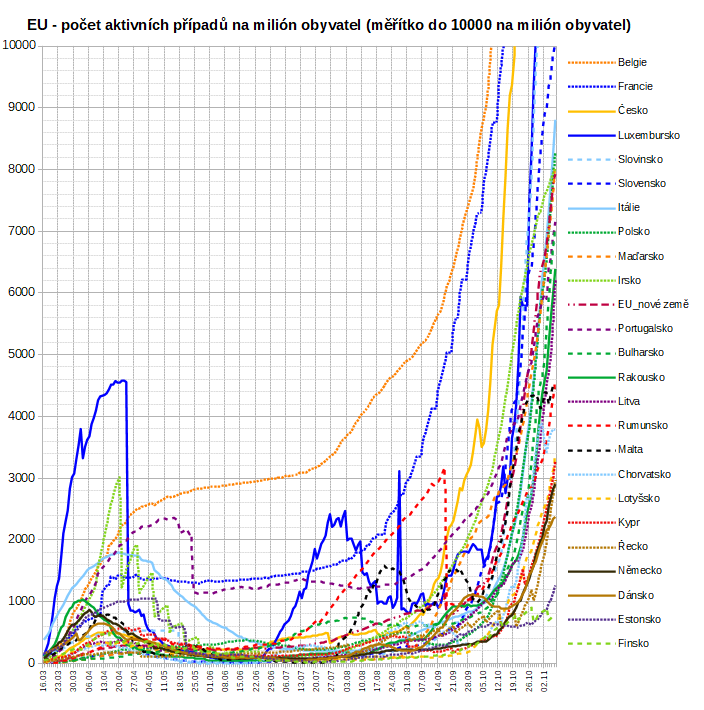 EU - počet aktivních případů na milión obyvatel (měřítko do 10000 na milión obyvatel)
10000
9000
8000
7000
6000
5000
4000
3000
2000
1000
0
Belgie
Francie
Česko
Luxembursko
Slovinsko
Slovensko
Itálie
Polsko
Maďarsko
Irsko
EU_nové země
Portugalsko
Bulharsko
Rakousko
Litva
Rumunsko
Malta
Chorvatsko
Lotyšsko
Kypr
Řecko
Německo
Dánsko
Estonsko
Finsko
16.03
23.03
30.03
06.04
13.04
20.04
27.04
04.05
11.05
18.05
25.05
01.06
08.06
15.06
22.06
29.06
06.07
13.07
20.07
27.07
03.08
10.08
17.08
24.08
31.08
07.09
14.09
21.09
28.09
05.10
12.10
19.10
26.10
02.11